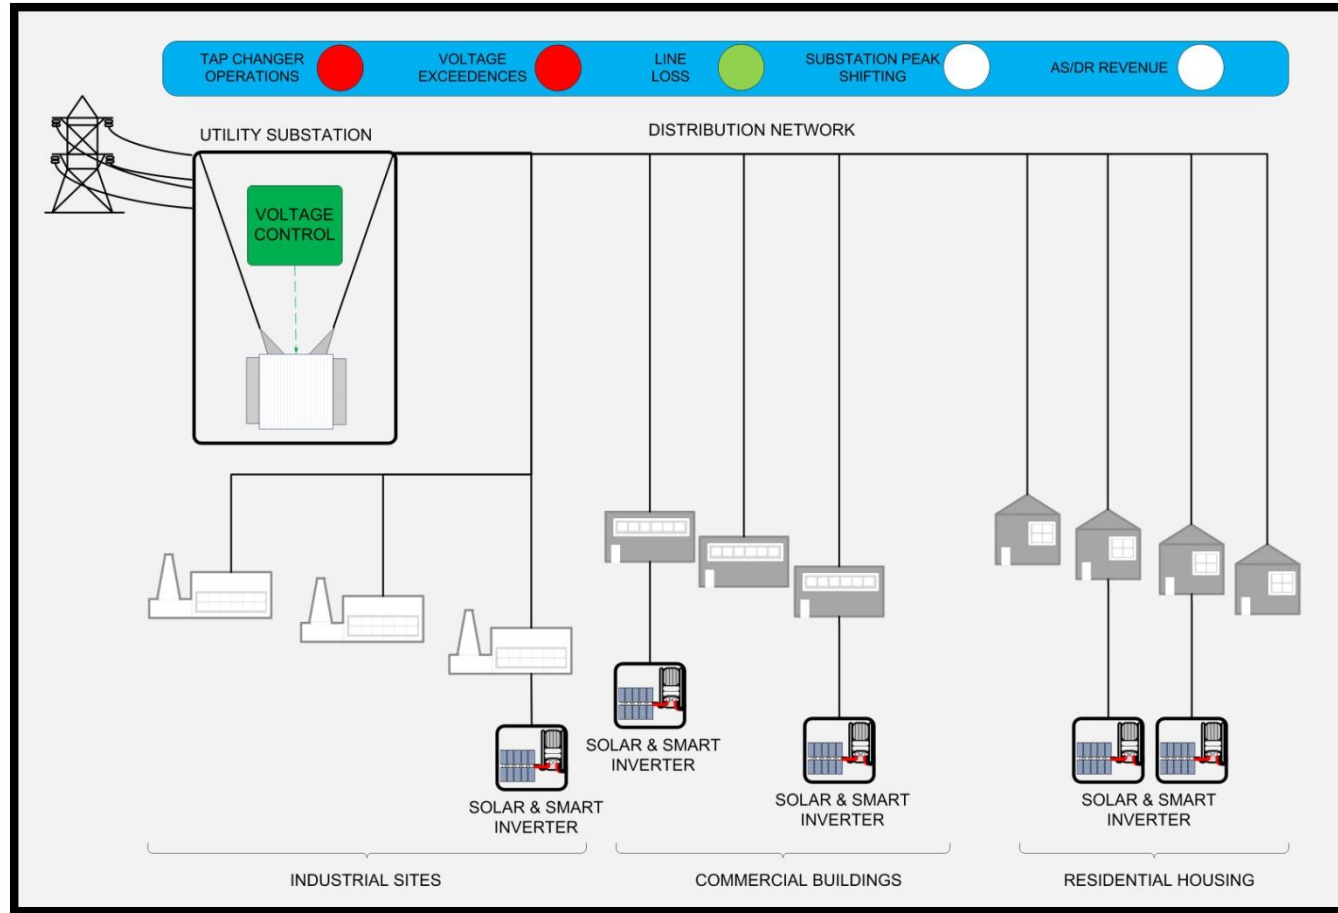 TAP CHANGER
OPERATIONS
VOLTAGE
EXCEEDENCES
LINE
LOSS
SUBSTATION PEAK
SHIFTING
AS/DR REVENUE
UTILITY SUBSTATION
DISTRIBUTION NETWORK
VOLTAGE
CONTROL
SOLAR & SMART
INVERTER
SOLAR & SMART
INVERTER
SOLAR & SMART
INVERTER
SOLAR & SMART
INVERTER
INDUSTRIAL SITES
COMMERCIAL BUILDINGS
RESIDENTIAL HOUSING